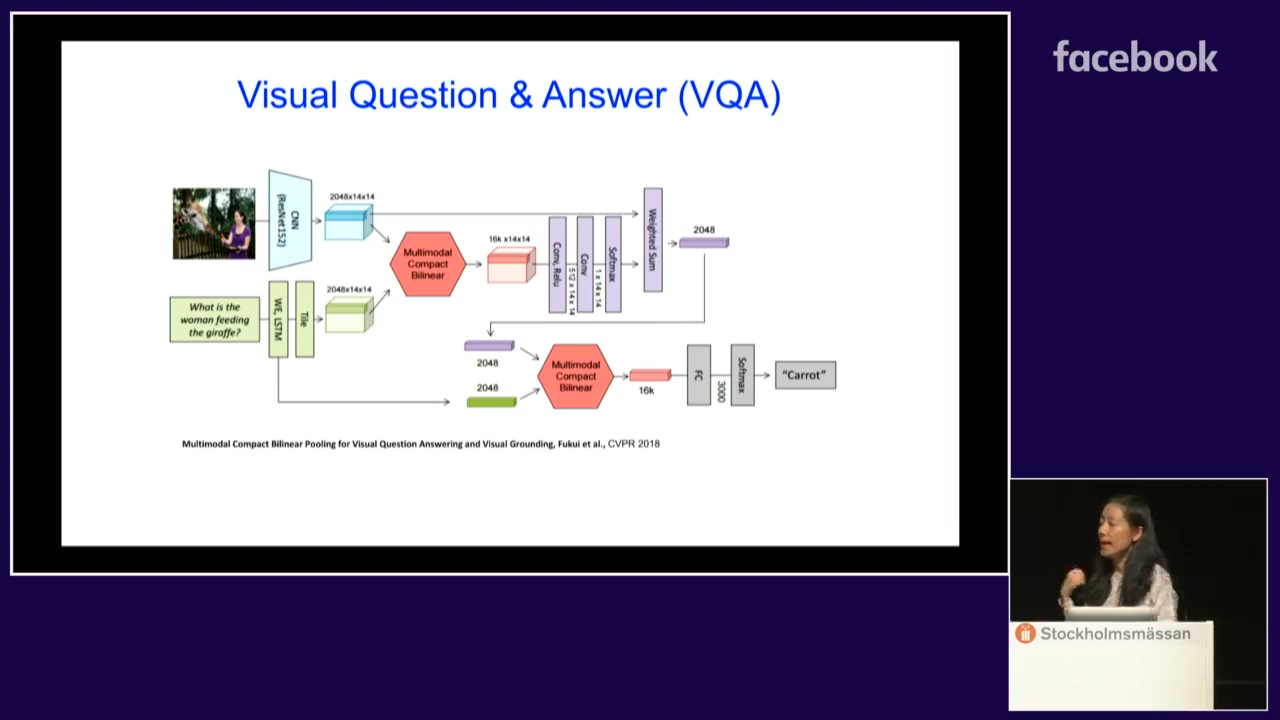 facebook
Visual Question & Answer (VQA)
CNN
(ResNet152)
2048x14x14
Multimodal
Compact
Bilinear
16k x14x14
Conv, Relu
512 x 14 x 14
Conv
1 x 14 x 14
Softmax
Weighted Sum
2048
What is the
woman feeding
the giraffe?
WE, LSTM
Tile
2048x14x14
2048
2048
Multimodal
Compact
Bilinear
16k
FC
3000
Softmax
"Carrot"
Multimodal Compact Bilinear Pooling for Visual Question Answering and Visual Grounding, Fukui et al., CVPR 2018
Stockholmsmässan